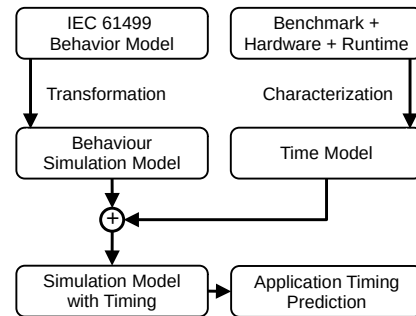 IEC 61499
Behavior Model
Benchmark +
Hardware + Runtime
Transformation
Characterization
Behaviour
Simulation Model
Time Model
+
Simulation Model
with Timing
Application Timing
Prediction